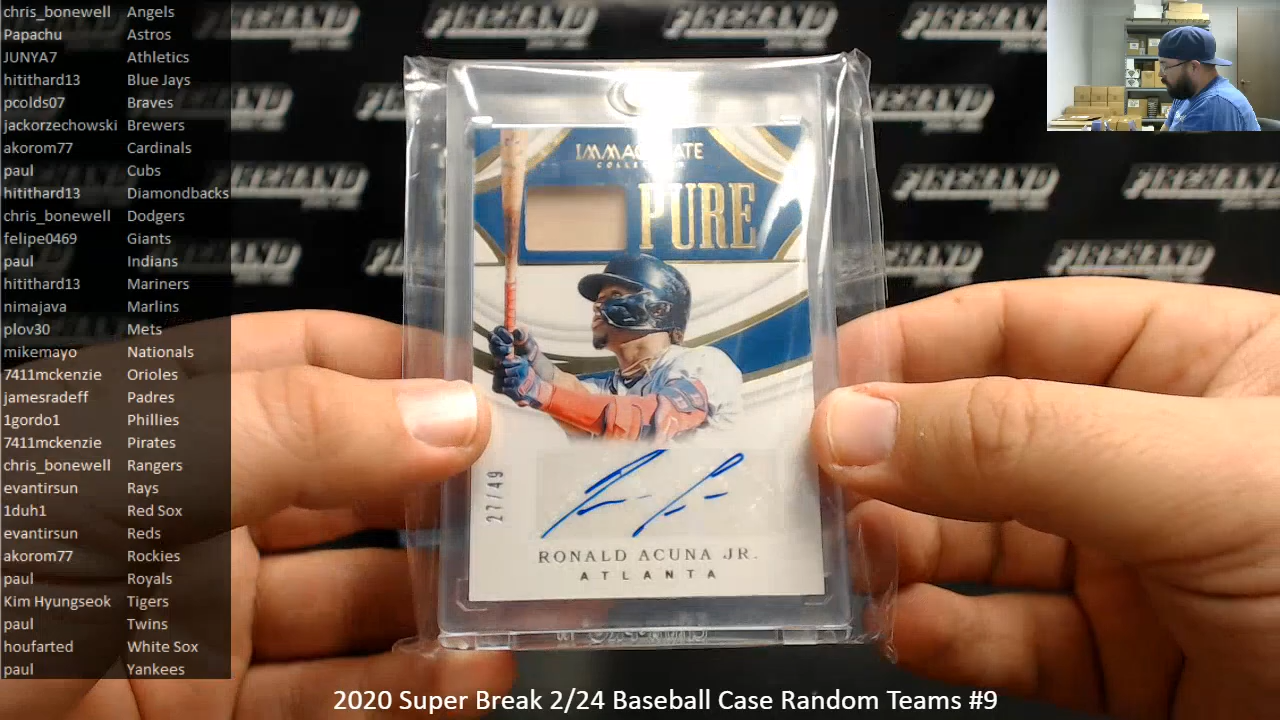 chris_bonewell Angels
Papachu Astros
JUNYA7 Athletics
hitithard13 Blue Jays
pcolds07 Braves
jackorzechowski Brewers
akorom77 Cardinals
paul Cubs
hitithard13 Diamondbacks
chris_bonewell Dodgers
felipe0469 Giants
paul Indians
hitithard13 Mariners
nimajava Marlins
plov30 Mets
mikemayo Nationals
7411mckenzie Orioles
jamesradeff Padres
1gordo1 Phillies
7411mckenzie Pirates
chris_bonewell Rangers
evantirsun Rays
1duh1 Red Sox
evantirsun Reds
akorom77 Rockies
paul Royals
Kim Hyungseok Tigers
paul Twins
houfarted White Sox
paul Yankees
FIREHAND
FIREHAND
FIREHAND
IMMACULATE
COLLECTION
PURE
27/49
RONALD ACUNA JR.
ATLANTA
2020 Super Break 2/24 Baseball Case Random Teams #9